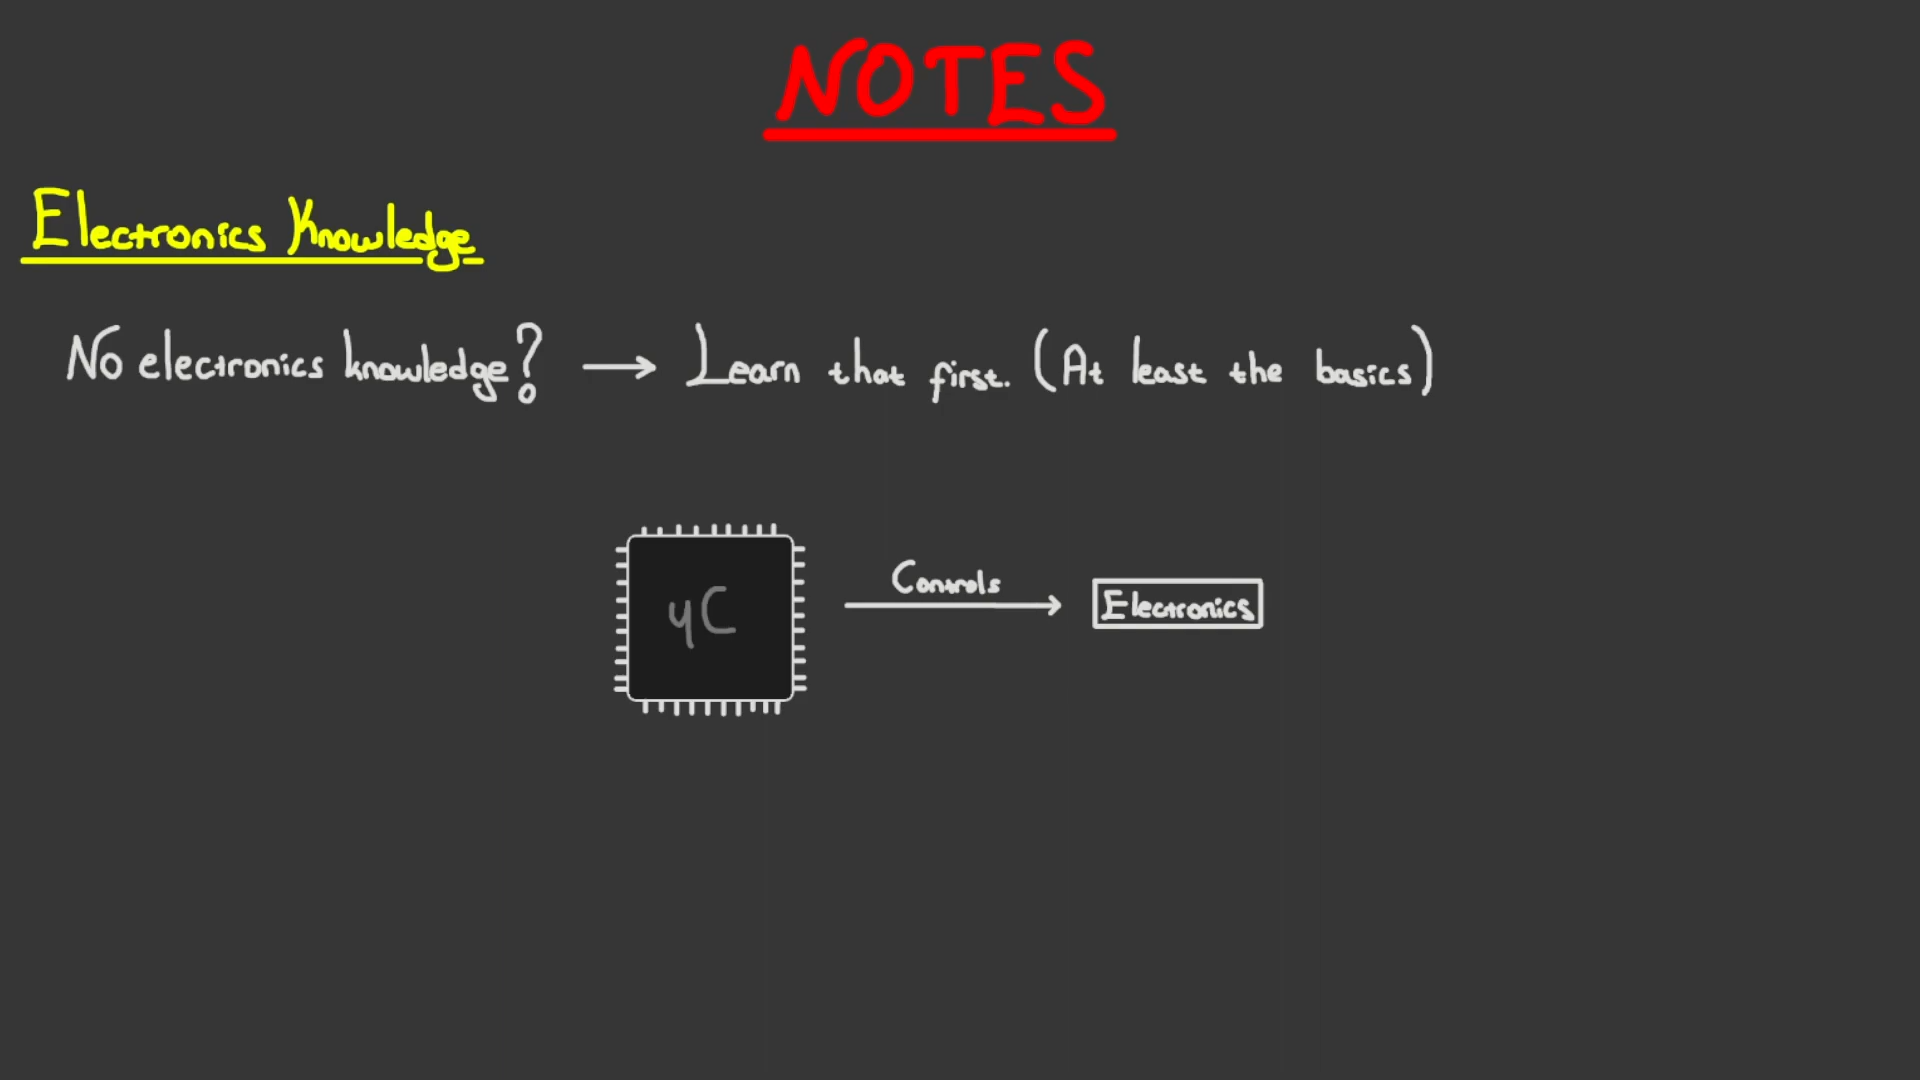 NOTES
Electronics Knowledge
No electronics knowledge? → Learn that first. (At least the basics)
Controls
µC
Electronics